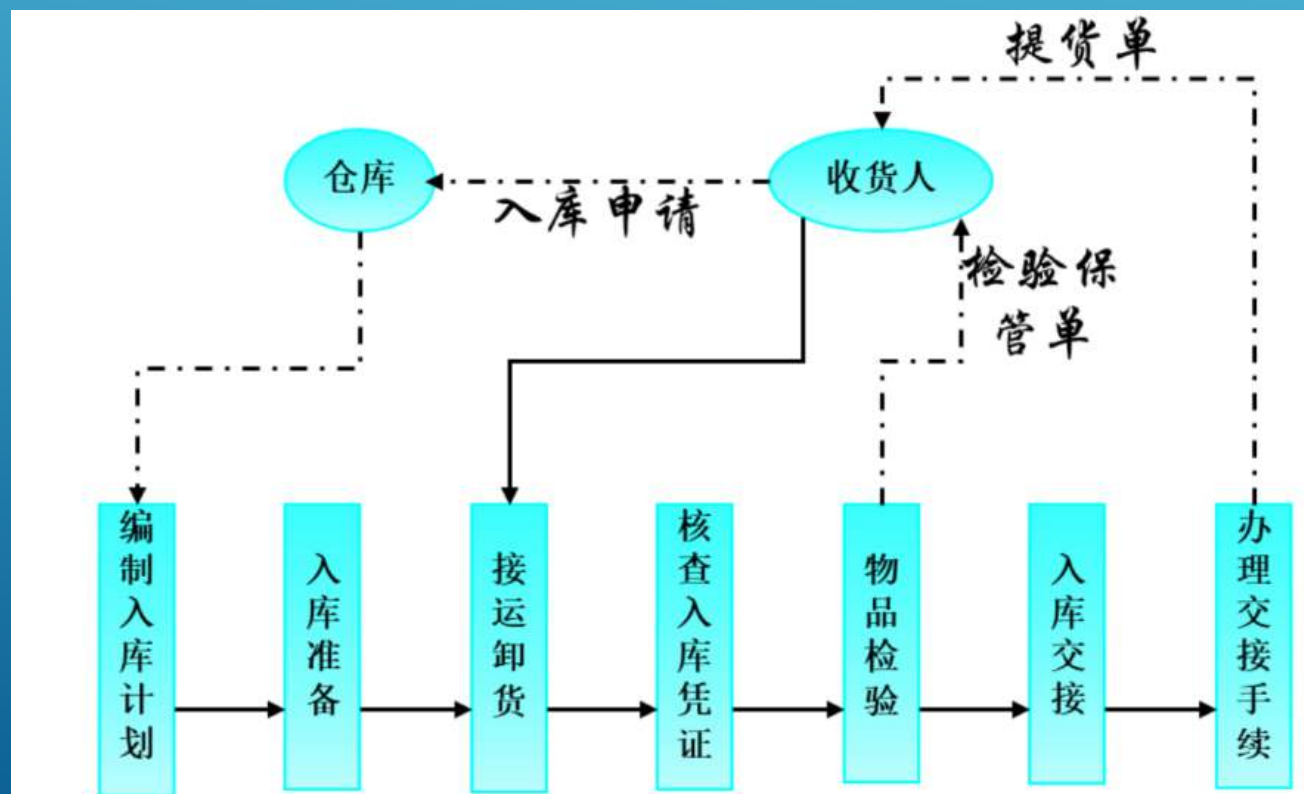 提货单
仓库
收货人
入库申请
检验保
管单
编制入库计划
入库准备
接运卸货
核查入库凭证
物品检验
入库交接
办理交接手续